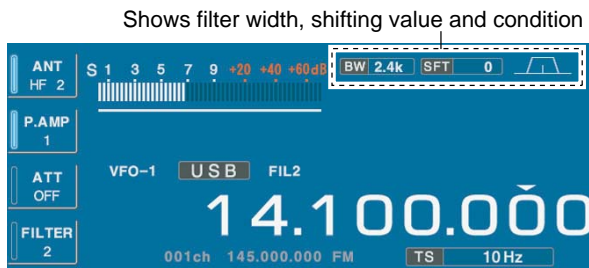 Shows filter width, shifting value and condition
ANT
HF 2
S 1 3 5 7 9 +20 +40 +60dB
BW 2.4k SFT 0
P.AMP
1
ATT
OFF
VFO-1 USB FIL2
14.100.000
FILTER
2
001ch 145.000.000 FM TS 10Hz